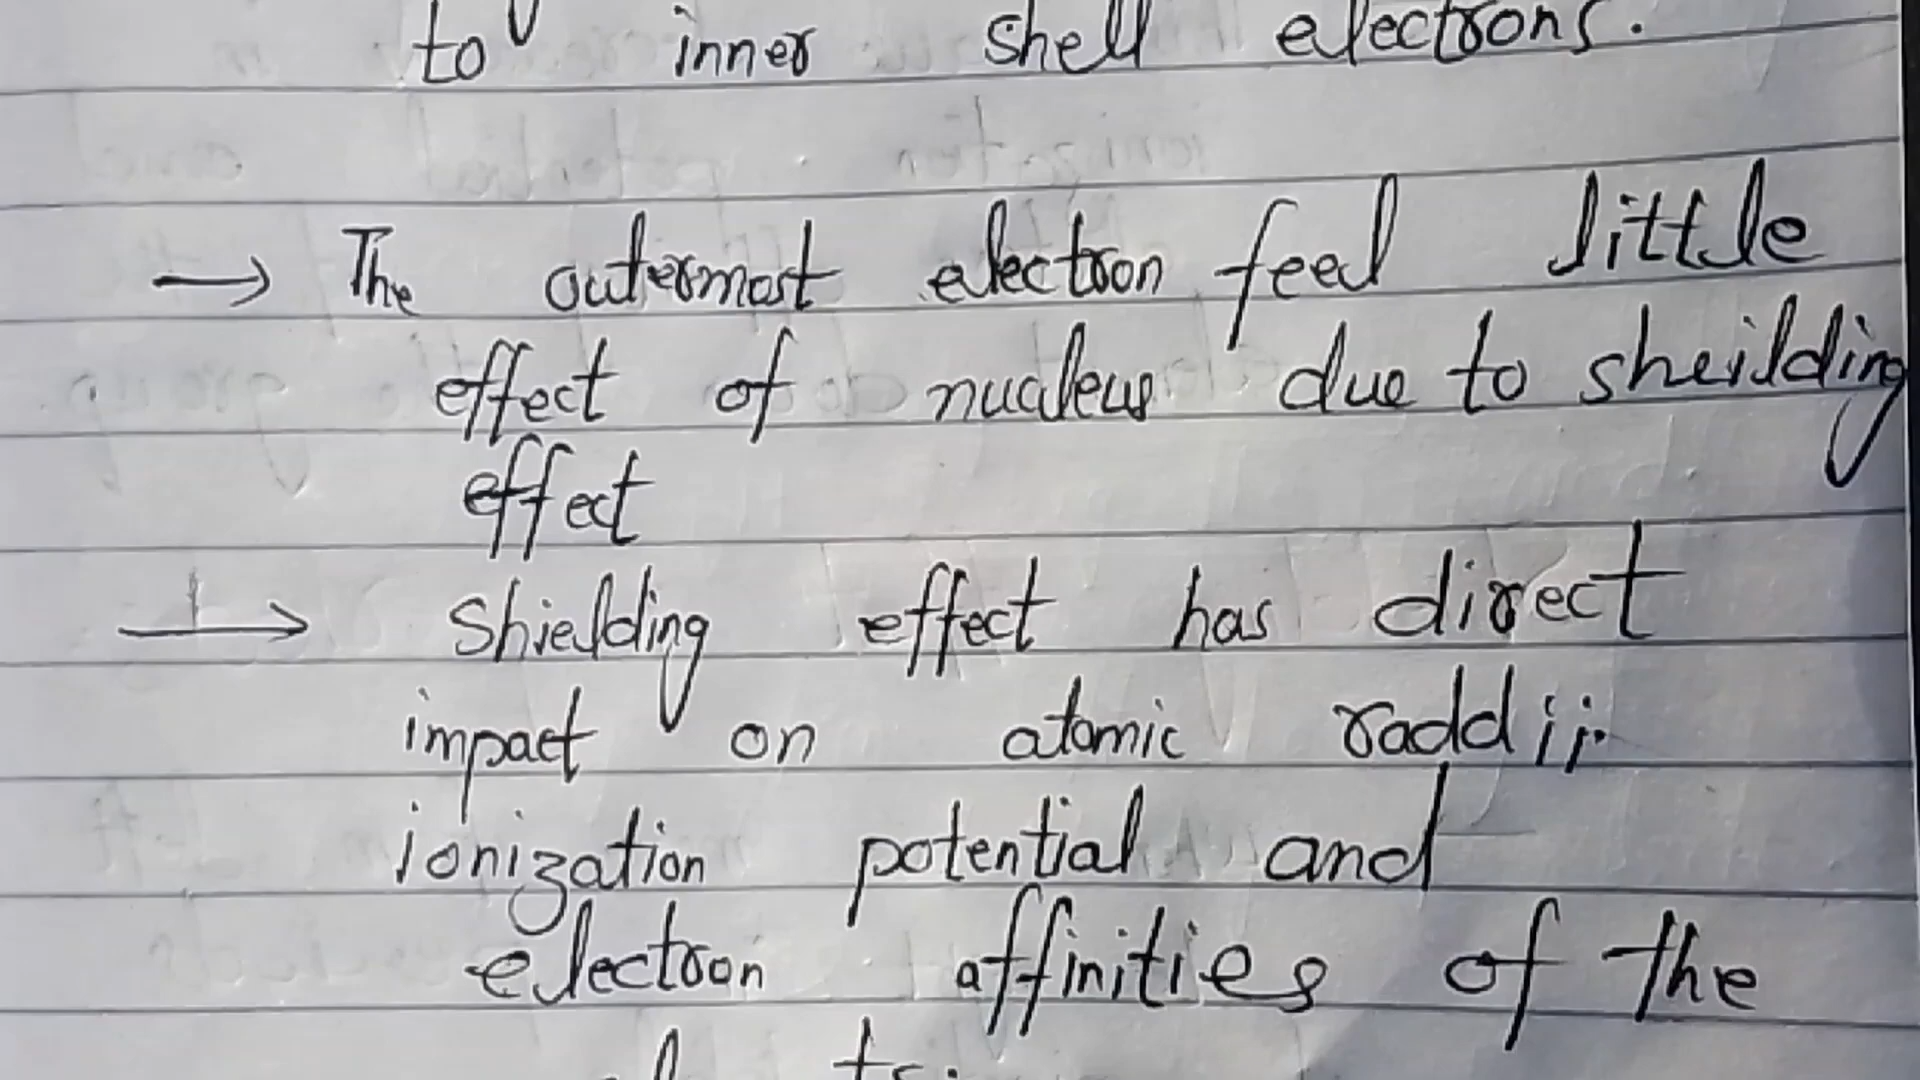 to inner shell electrons.
→ The outermost electron feel little
effect of nucleus due to sheilding
effect
→ Shielding effect has direct
impact on atomic raddii
ionization potential and
electron affinities of the